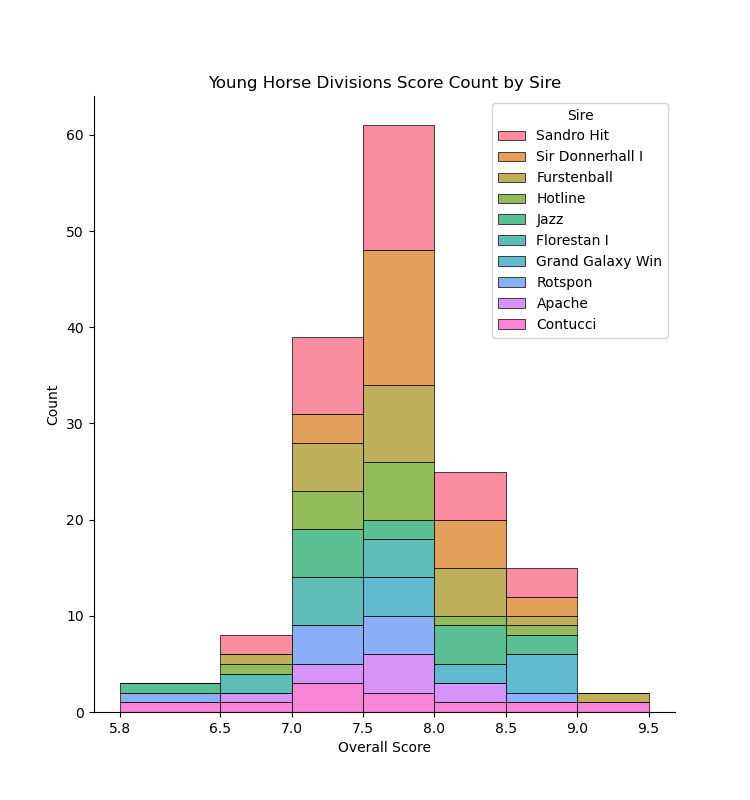 Young Horse Divisions Score Count by Sire
Sire
Sandro Hit
Sir Donnerhall I
Furstenball
Hotline
Jazz
Florestan I
Grand Galaxy Win
Rotspon
Apache
Contucci
60
50
40
30
20
10
0
Count
5.8 6.5 7.0 7.5 8.0 8.5 9.0 9.5
Overall Score